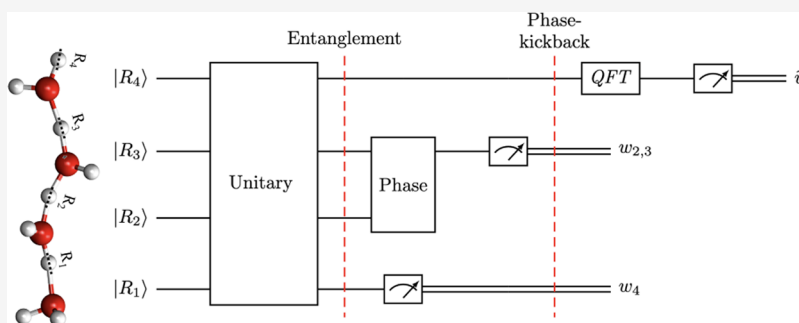 Phase-
kickback
Entanglement
R₄
|R₄⟩
QFT
R₃
|R₃⟩
w₂,₃
Unitary
Phase
R₂
|R₂⟩
R₁
|R₁⟩
w₄